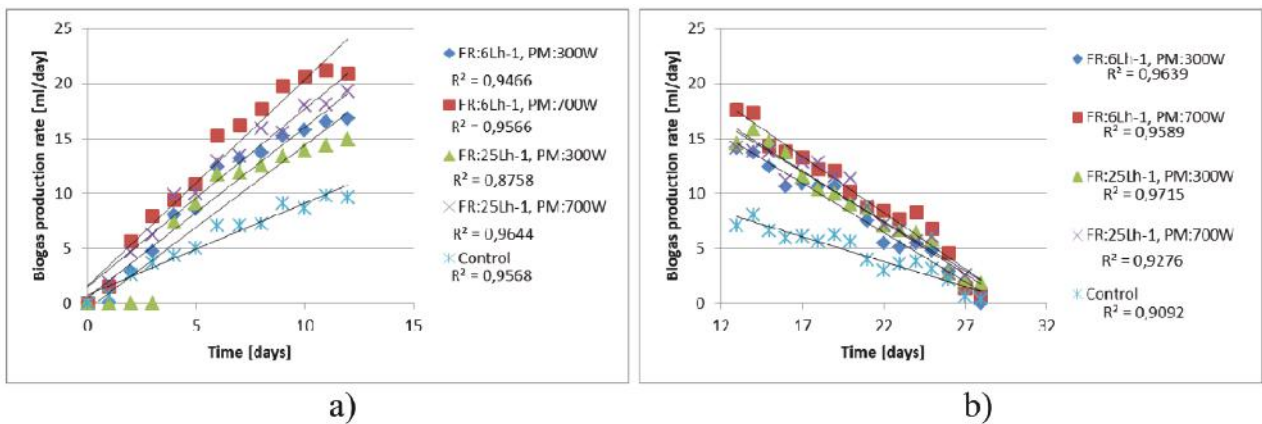 25
20
15
10
5
0
0
5
10
15
Biogas production rate [ml/day]
Time [days]
FR:6Lh-1, PM:300W
R² = 0,9466
FR:6Lh-1, PM:700W
R² = 0,9566
FR:25Lh-1, PM:300W
R² = 0,8758
FR:25Lh-1, PM:700W
R² = 0,9644
Control
R² = 0,9568
a)
25
20
15
10
5
0
12
17
22
27
32
Biogas production rate [ml/day]
Time [days]
FR:6Lh-1, PM:300W
R² = 0,9639
FR:6Lh-1, PM:700W
R² = 0,9589
FR:25Lh-1, PM:300W
R² = 0,9715
FR:25Lh-1, PM:700W
R² = 0,9276
Control
R² = 0,9092
b)